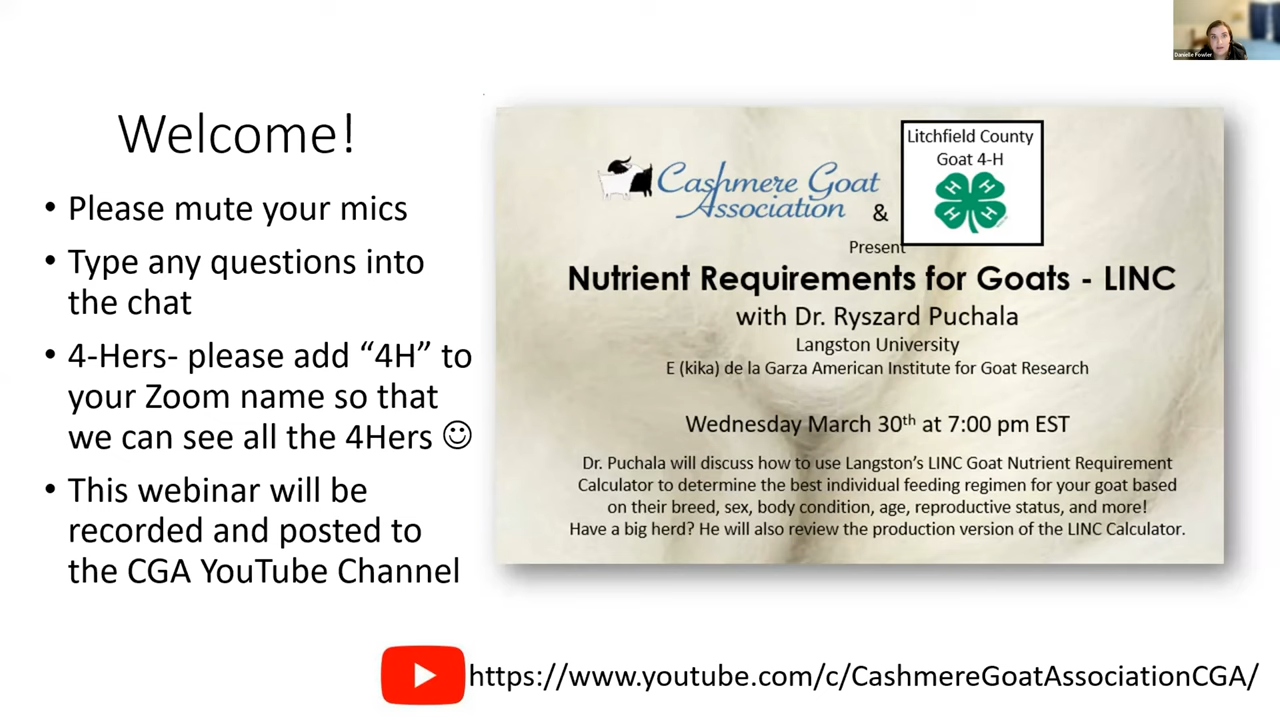 Danielle Fowler
Welcome!
• Please mute your mics
• Type any questions into
the chat
• 4-Hers- please add “4H” to
your Zoom name so that
we can see all the 4Hers ☺
• This webinar will be
recorded and posted to
the CGA YouTube Channel
Cashmere Goat
Association
&
Litchfield County
Goat 4-H
H H
H H
Present
Nutrient Requirements for Goats - LINC
with Dr. Ryszard Puchala
Langston University
E (kika) de la Garza American Institute for Goat Research
Wednesday March 30th at 7:00 pm EST
Dr. Puchala will discuss how to use Langston’s LINC Goat Nutrient Requirement
Calculator to determine the best individual feeding regimen for your goat based
on their breed, sex, body condition, age, reproductive status, and more!
Have a big herd? He will also review the production version of the LINC Calculator.
https://www.youtube.com/c/CashmereGoatAssociationCGA/